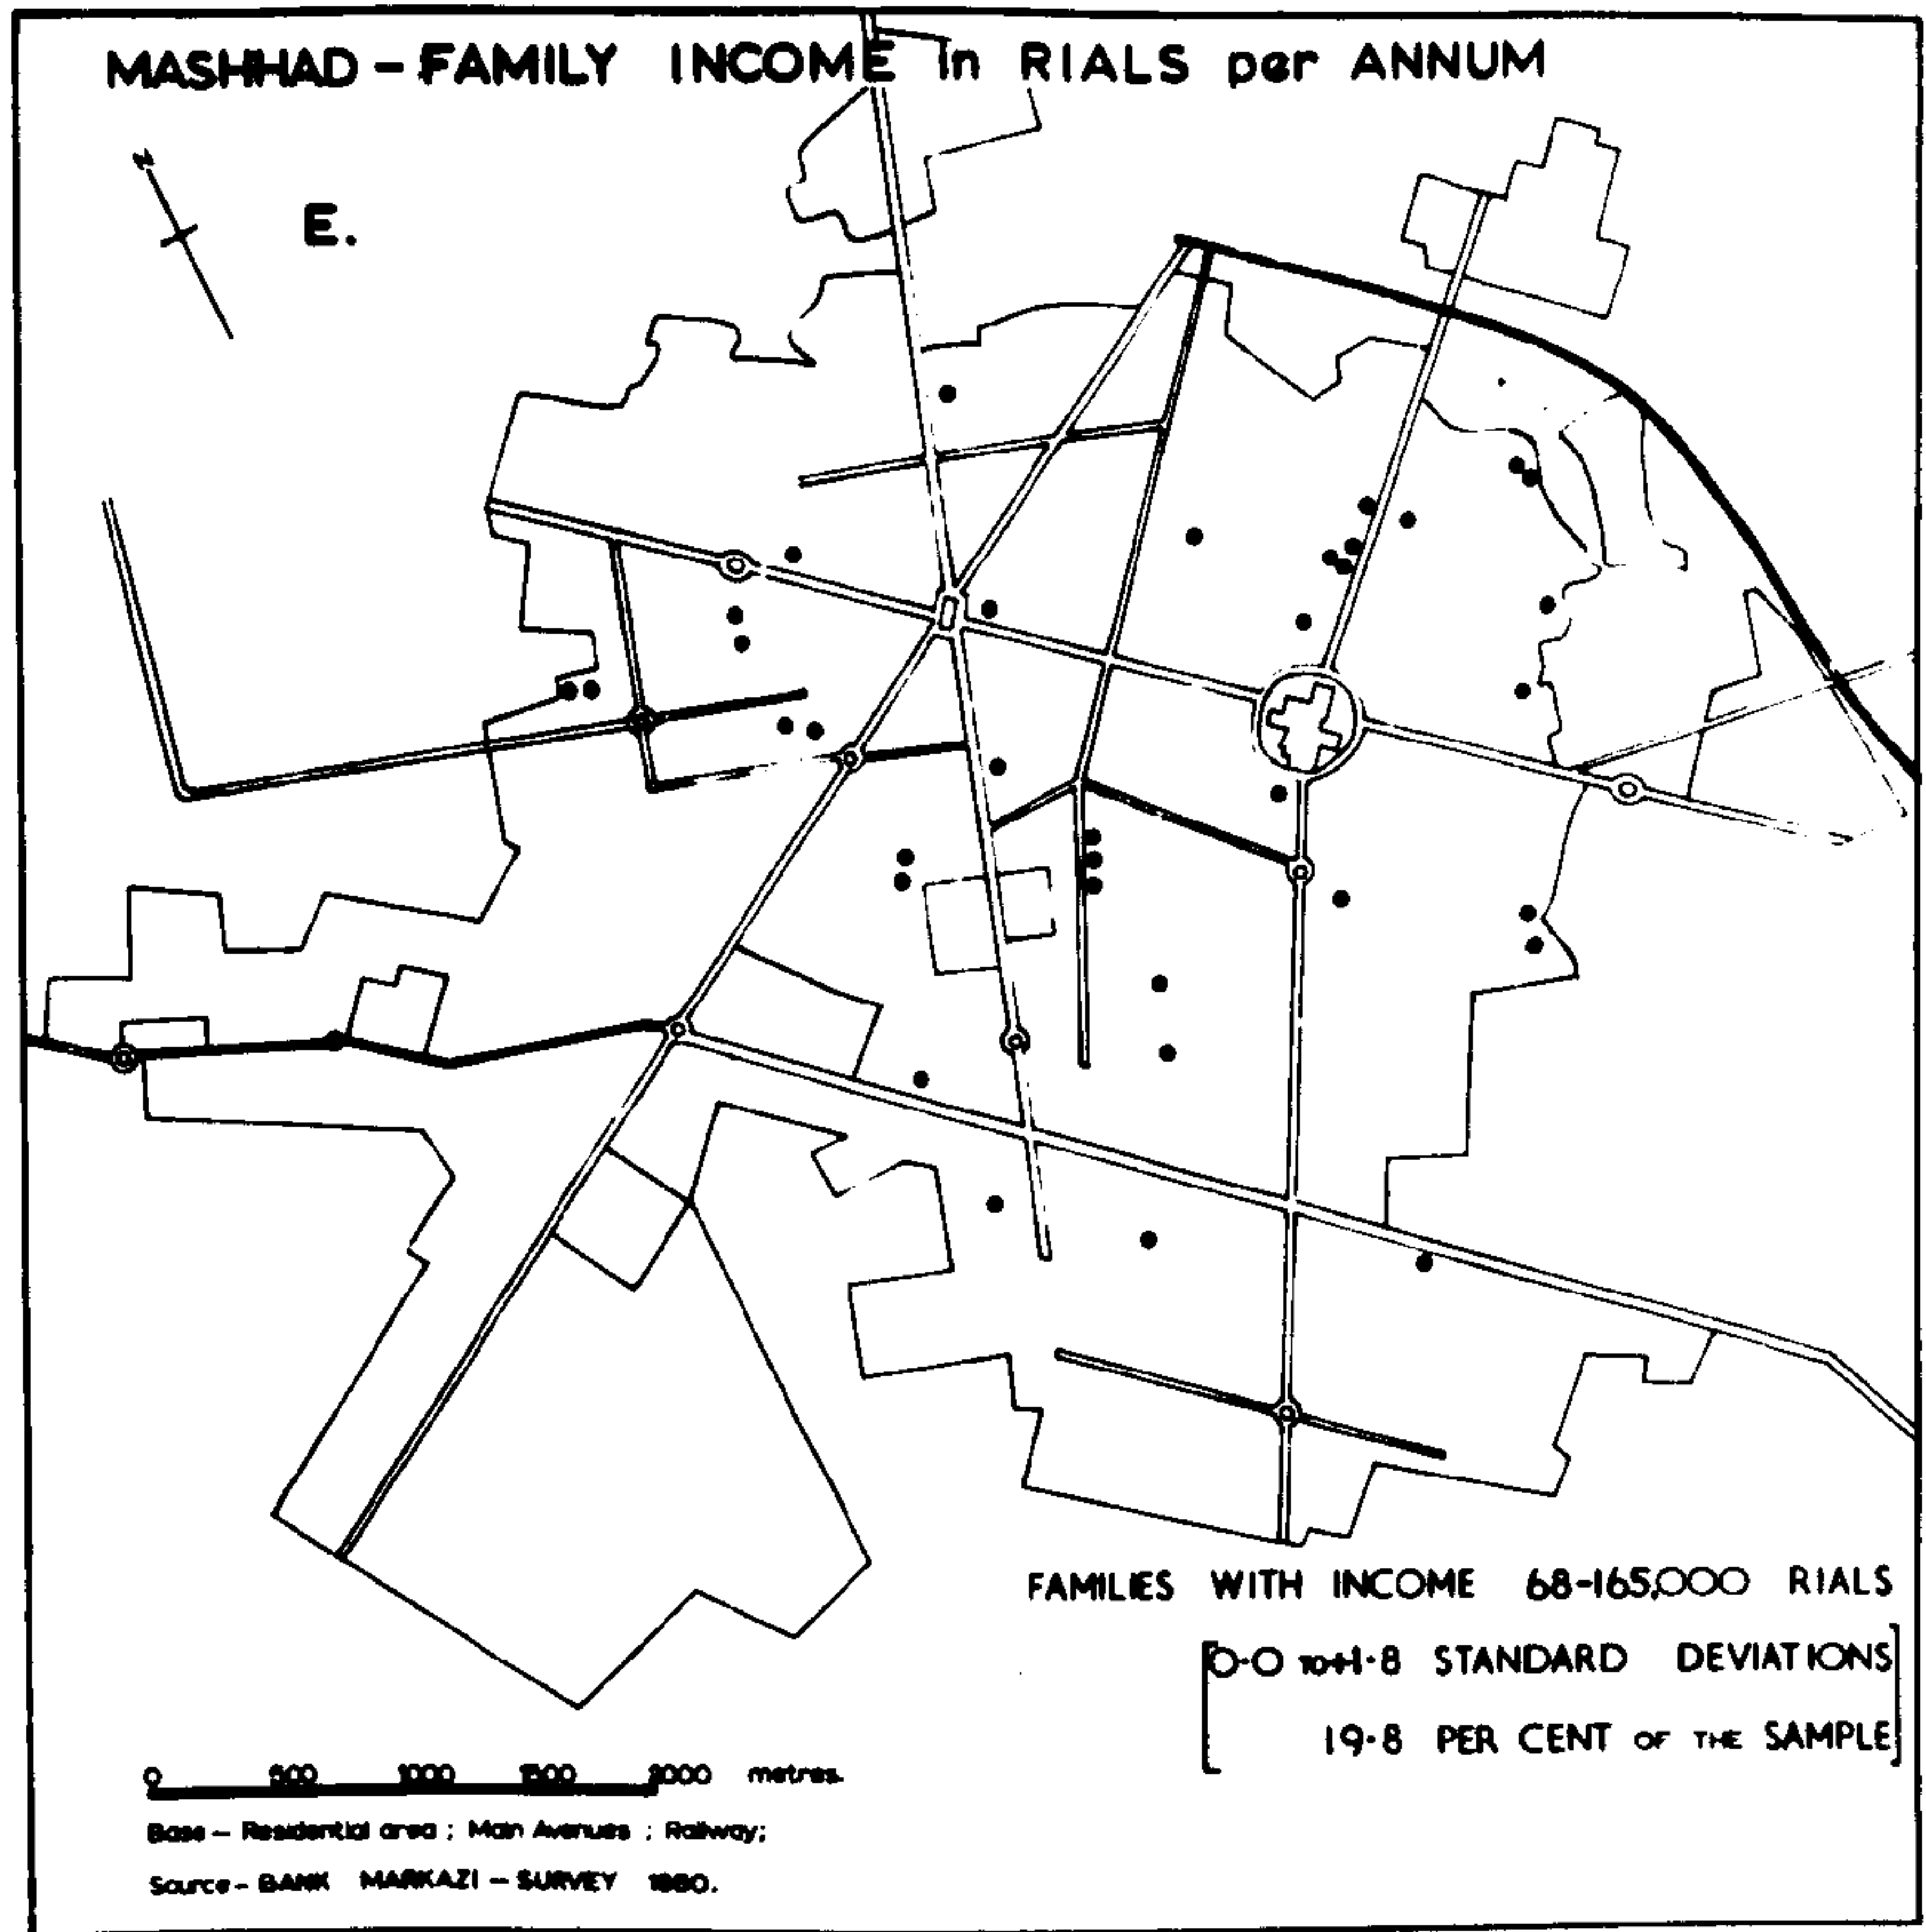 MASHHAD – FAMILY INCOME in RIALS per ANNUM
N
E.
FAMILIES WITH INCOME 68-165,000 RIALS
[0·0 TO +1·8 STANDARD DEVIATIONS
19·8 PER CENT OF THE SAMPLE]
0 500 1000 1500 2000 metres.
Base – Residential area ; Main Avenues ; Railway;
Source – BANK MARKAZI – SURVEY